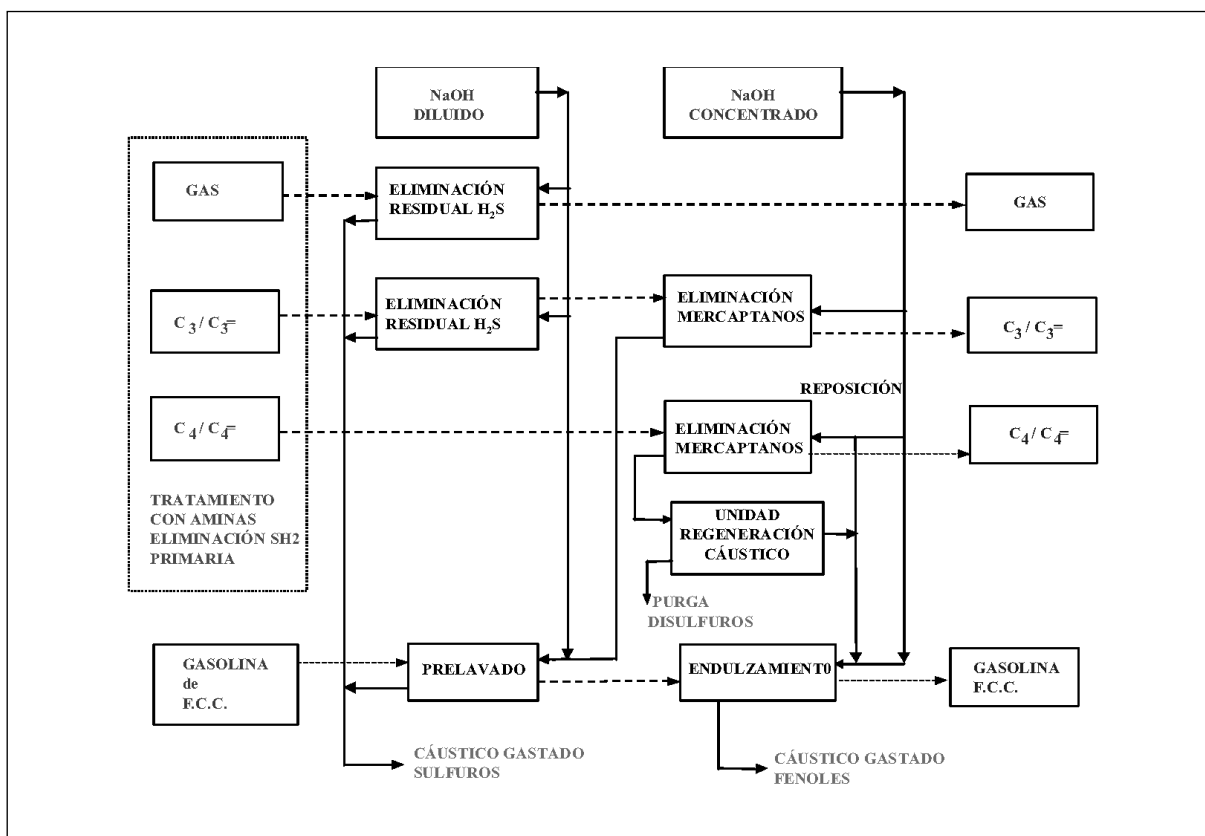 NaOH
DILUIDO
NaOH
CONCENTRADO
GAS
ELIMINACIÓN
RESIDUAL H2S
GAS
C3 / C3=
ELIMINACIÓN
RESIDUAL H2S
ELIMINACIÓN
MERCAPTANOS
C3 / C3=
REPOSICIÓN
C4 / C4=
ELIMINACIÓN
MERCAPTANOS
C4 / C4=
TRATAMIENTO
CON AMINAS
ELIMINACIÓN SH2
PRIMARIA
UNIDAD
REGENERACIÓN
CÁUSTICO
PURGA
DISULFUROS
GASOLINA
de
F.C.C.
PRELAVADO
ENDULZAMIENT0
GASOLINA
F.C.C.
CÁUSTICO GASTADO
SULFUROS
CÁUSTICO GASTADO
FENOLES